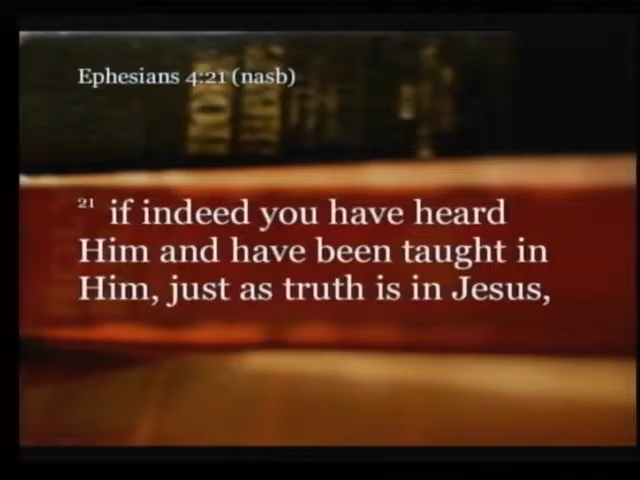 Ephesians 4:21 (nasb)
21 if indeed you have heard
Him and have been taught in
Him, just as truth is in Jesus,